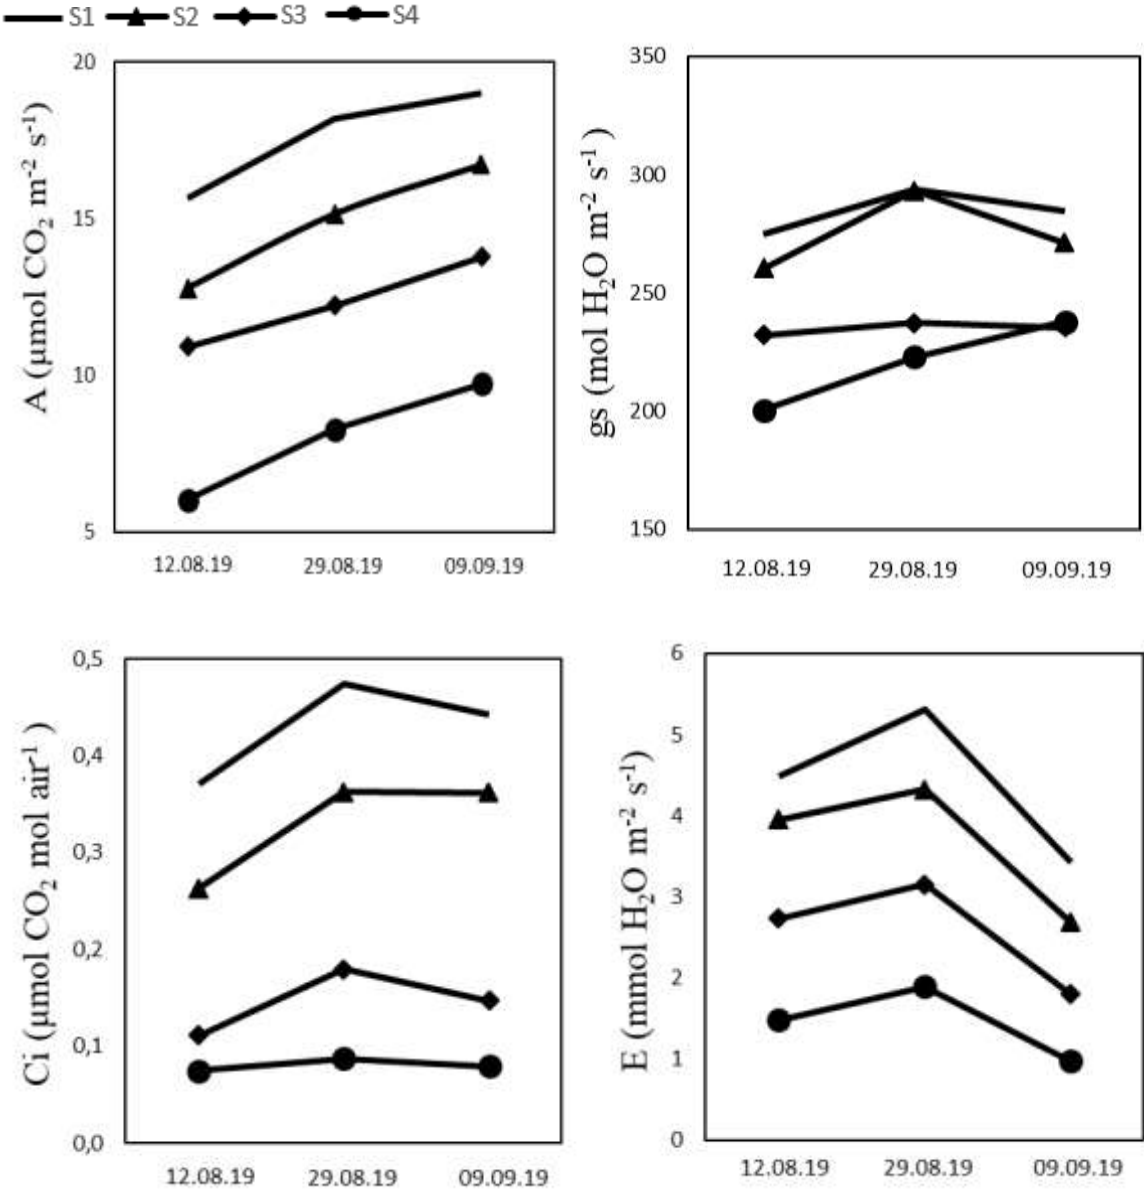 S1 S2 S3 S4
A (µmol CO₂ m⁻² s⁻¹)
20
15
10
5
12.08.19 29.08.19 09.09.19
gs (mol H₂O m⁻² s⁻¹ )
350
300
250
200
150
12.08.19 29.08.19 09.09.19
Ci (µmol CO₂ mol air⁻¹ )
0,5
0,4
0,3
0,2
0,1
0,0
12.08.19 29.08.19 09.09.19
E (mmol H₂O m⁻² s⁻¹)
6
5
4
3
2
1
0
12.08.19 29.08.19 09.09.19